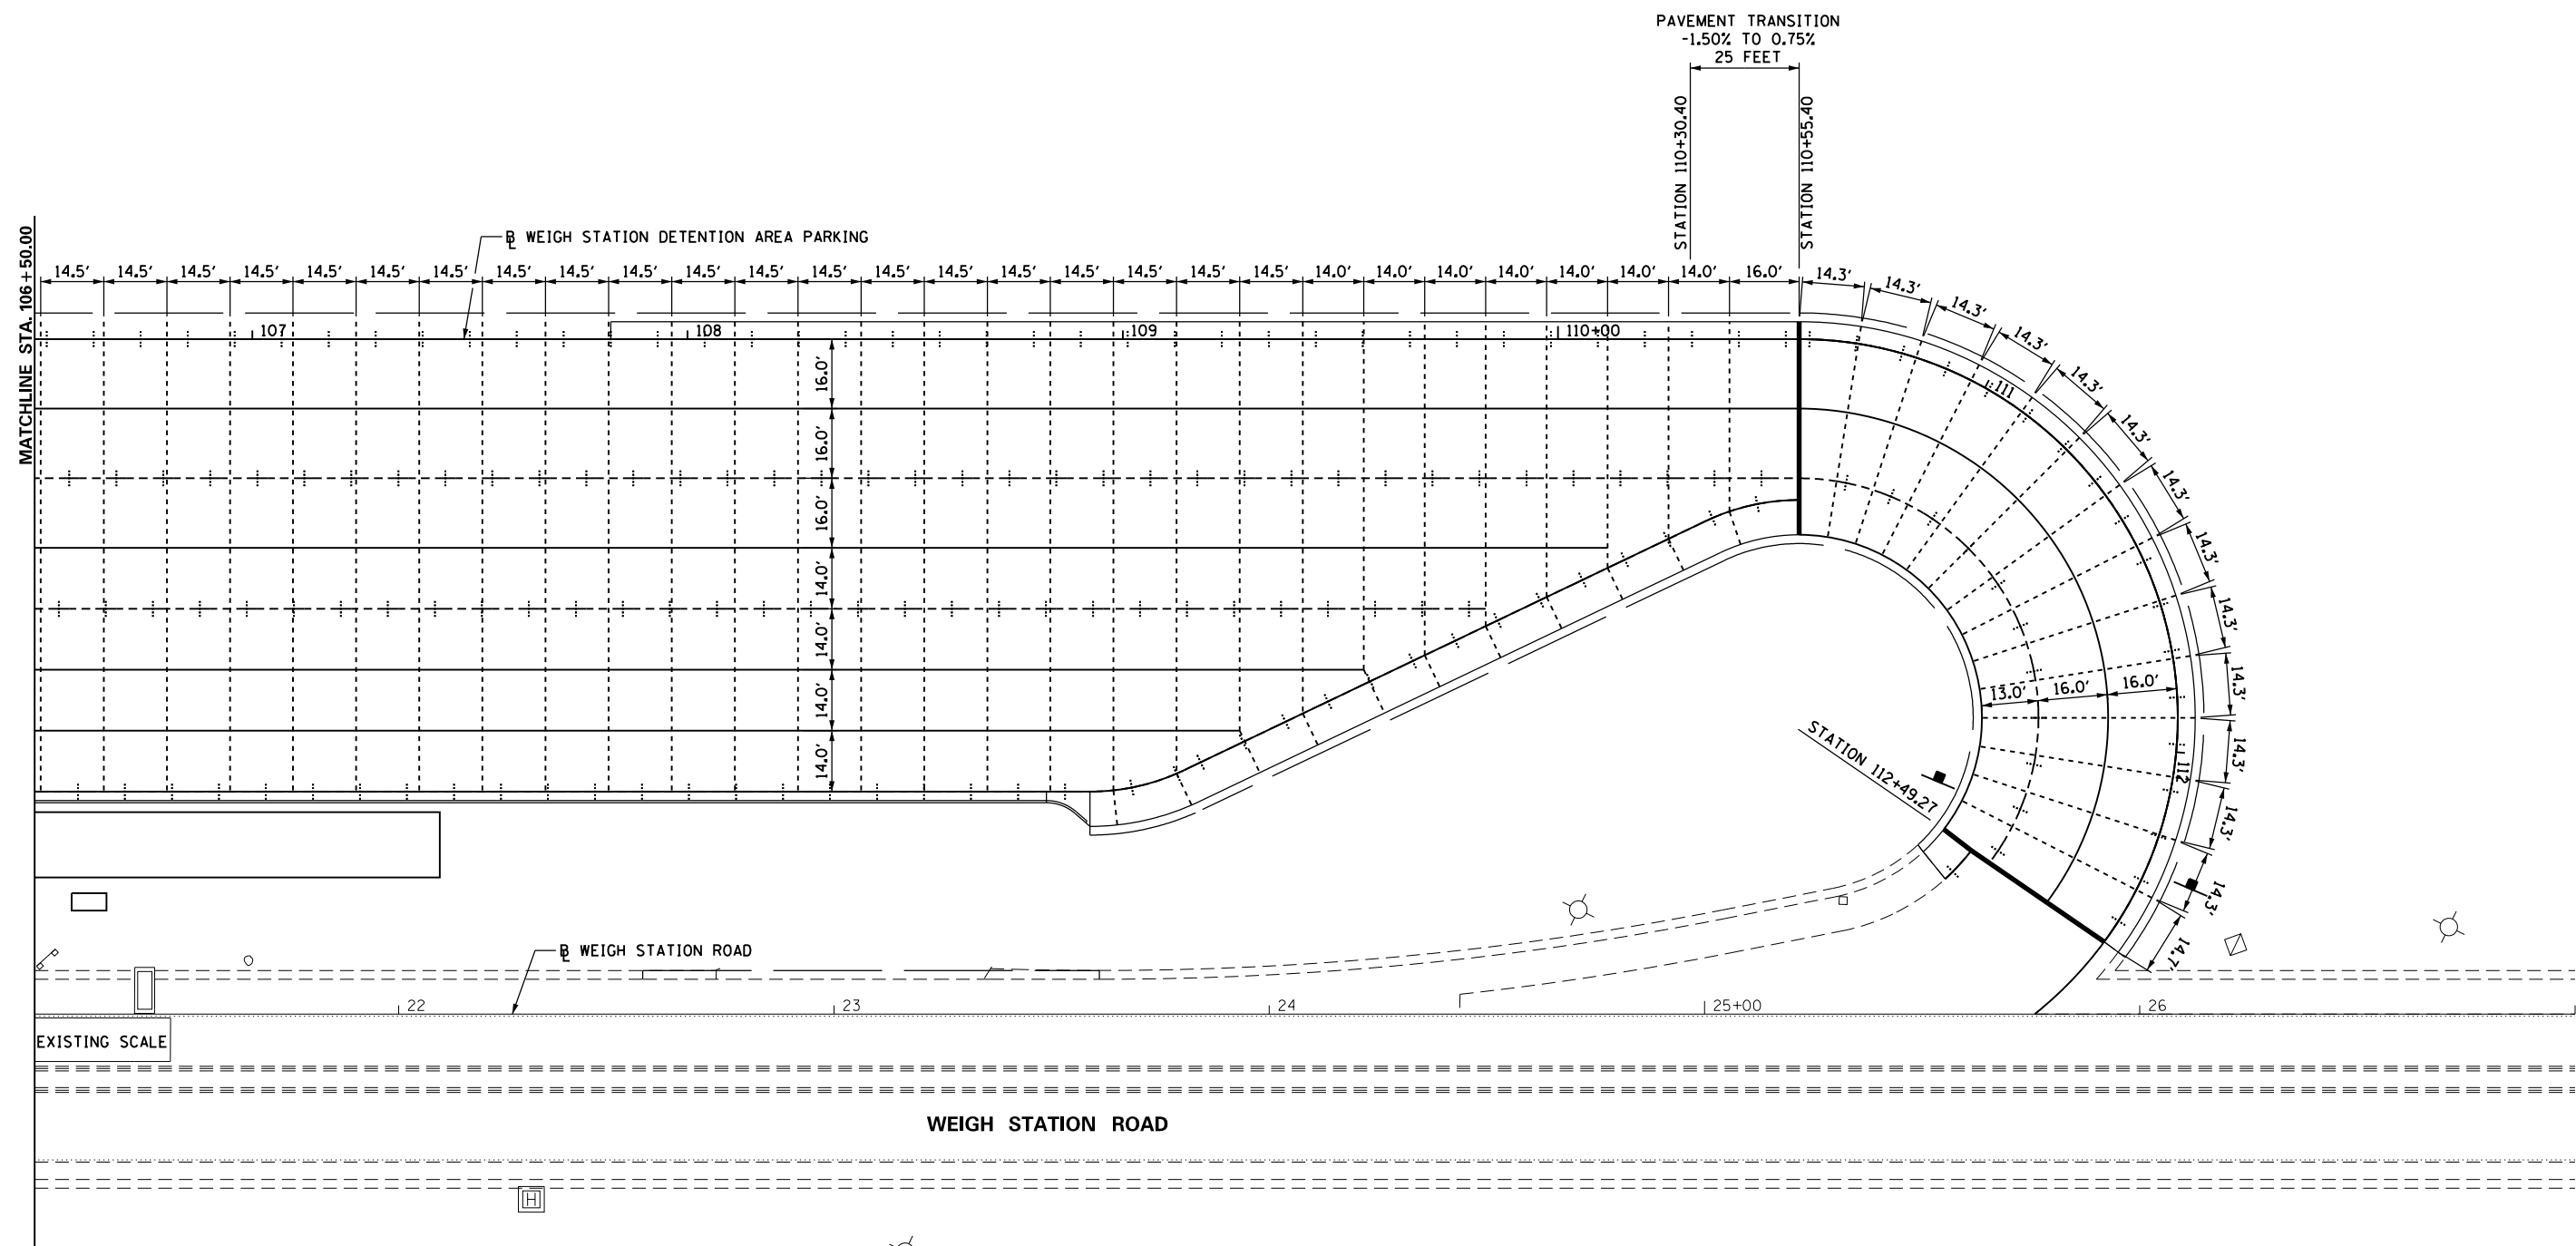 PAVEMENT TRANSITION
-1.50% TO 0.75%
25 FEET
STATION 110+30.40
STATION 110+55.40
MATCHLINE STA. 106+50.00
℄ WEIGH STATION DETENTION AREA PARKING
14.5' 14.5' 14.5' 14.5' 14.5' 14.5' 14.5' 14.5' 14.5' 14.5' 14.5' 14.5' 14.5' 14.5' 14.5' 14.5' 14.5' 14.5' 14.5' 14.5' 14.0' 14.0' 14.0' 14.0' 14.0' 14.0' 14.0' 16.0'
14.3'
14.3'
14.3'
14.3'
14.3'
14.3'
14.3'
14.3'
14.3'
14.3'
14.3'
14.3'
14.3'
14.7'
107 108 109 110+00
111
112
16.0'
16.0'
16.0'
14.0'
14.0'
14.0'
14.0'
13.0' 16.0' 16.0'
STATION 112+49.27
℄ WEIGH STATION ROAD
22 23 24 25+00 26
EXISTING SCALE
WEIGH STATION ROAD
H